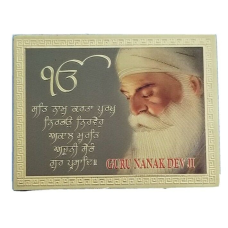 ੴ
ਸਤਿ ਨਾਮੁ ਕਰਤਾ ਪੁਰਖੁ
ਨਿਰਭਉ ਨਿਰਵੈਰੁ
ਅਕਾਲ ਮੂਰਤਿ
ਅਜੂਨੀ ਸੈਭੰ
ਗੁਰ ਪ੍ਰਸਾਦਿ॥
GURU NANAK DEV JI